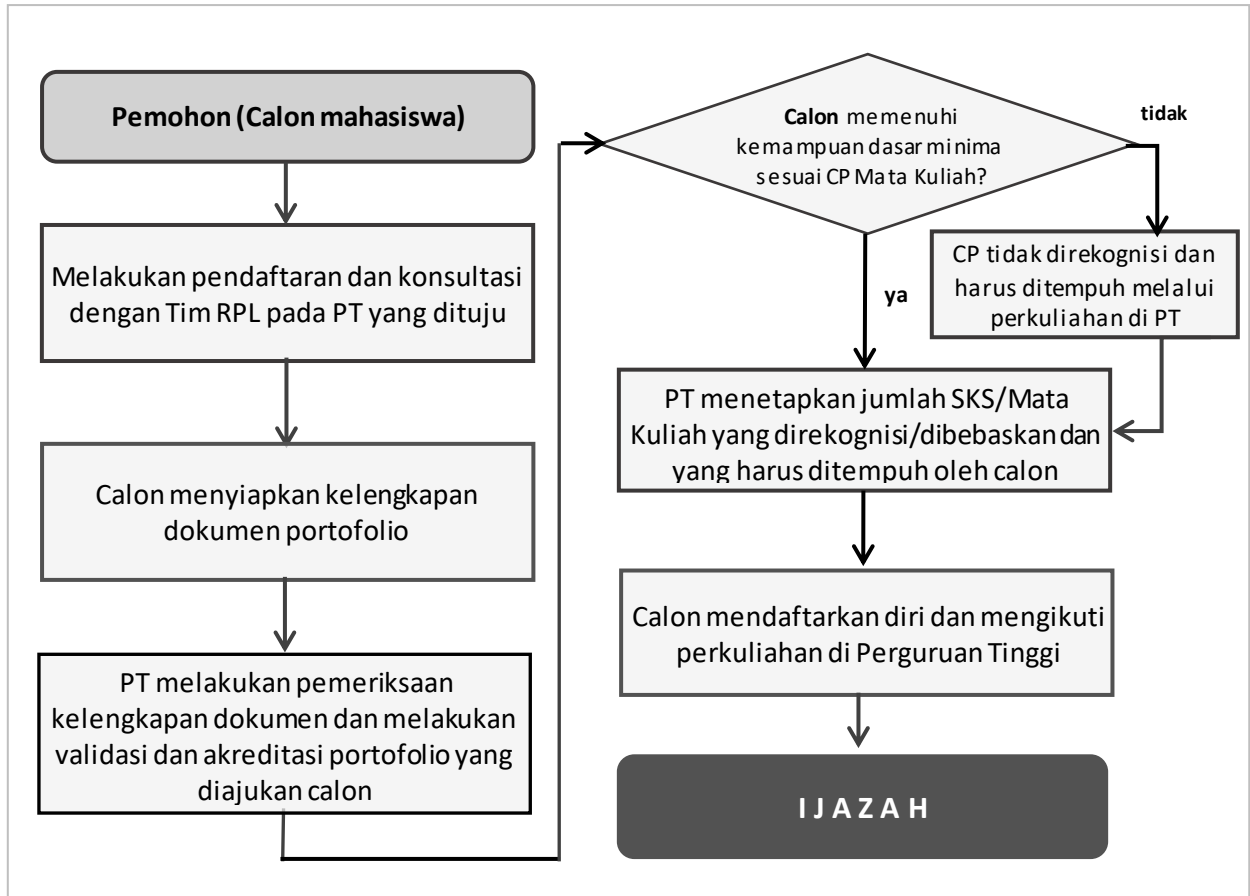 Pemohon (Calon mahasiswa)
Melakukan pendaftaran dan konsultasi
dengan Tim RPL pada PT yang dituju
Calon menyiapkan kelengkapan
dokumen portofolio
PT melakukan pemeriksaan
kelengkapan dokumen dan melakukan
validasi dan akreditasi portofolio yang
diajukan calon
Calon memenuhi
kemampuan dasar minima
sesuai CP Mata Kuliah?
tidak
CP tidak direkognisi dan
harus ditempuh melalui
perkuliahan di PT
ya
PT menetapkan jumlah SKS/Mata
Kuliah yang direkognisi/dibebaskan dan
yang harus ditempuh oleh calon
Calon mendaftarkan diri dan mengikuti
perkuliahan di Perguruan Tinggi
I J A Z A H